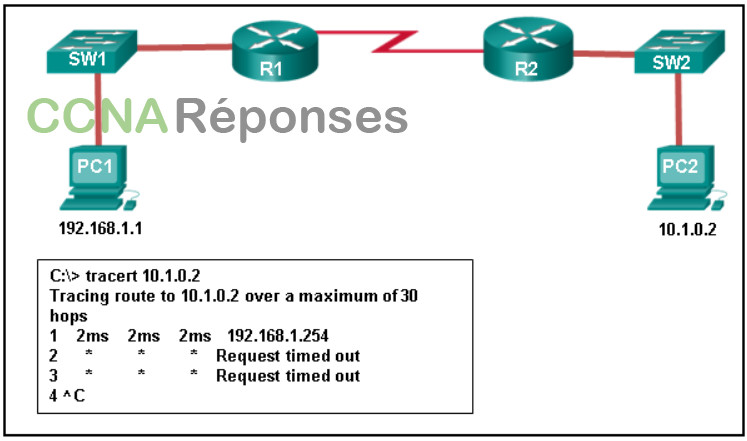 SW1
R1
R2
SW2
CCNA Réponses
PC1
PC2
192.168.1.1
10.1.0.2
C:\> tracert 10.1.0.2
Tracing route to 10.1.0.2 over a maximum of 30
hops
1 2ms 2ms 2ms 192.168.1.254
2 * * * Request timed out
3 * * * Request timed out
4 ^C